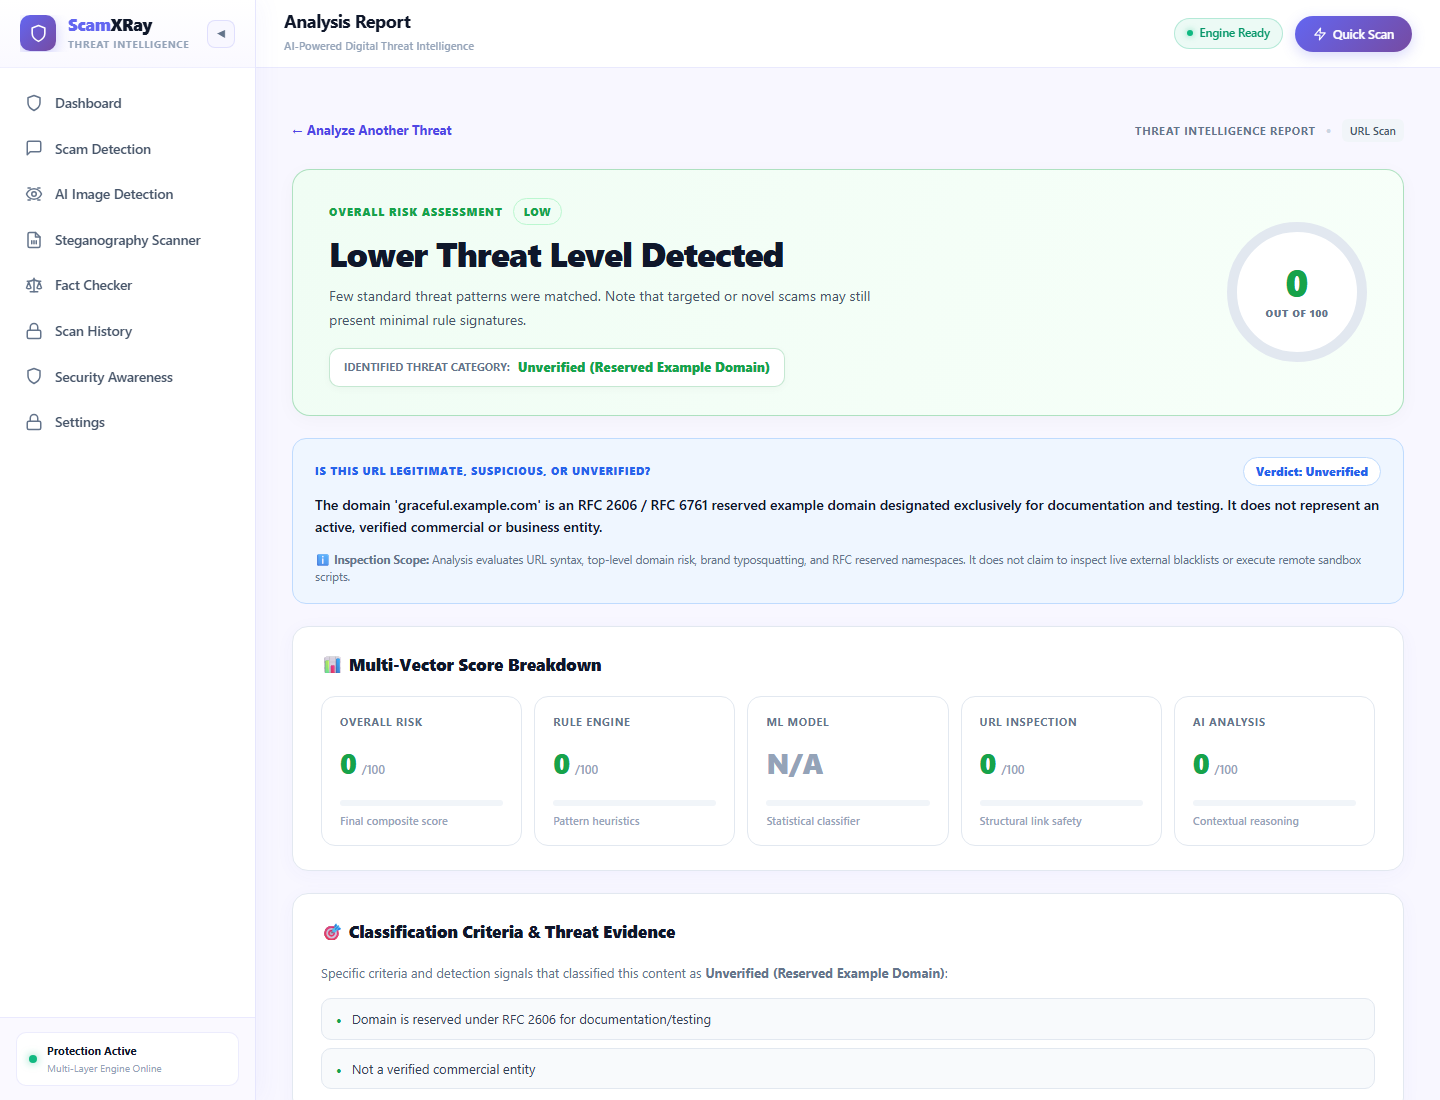 ScamXRay
THREAT INTELLIGENCE
Dashboard
Scam Detection
AI Image Detection
Steganography Scanner
Fact Checker
Scan History
Security Awareness
Settings
Protection Active
Multi-Layer Engine Online
Analysis Report
AI-Powered Digital Threat Intelligence
Engine Ready
Quick Scan
← Analyze Another Threat
THREAT INTELLIGENCE REPORT • URL Scan
OVERALL RISK ASSESSMENT LOW
Lower Threat Level Detected
Few standard threat patterns were matched. Note that targeted or novel scams may still
present minimal rule signatures.
IDENTIFIED THREAT CATEGORY: Unverified (Reserved Example Domain)
0
OUT OF 100
IS THIS URL LEGITIMATE, SUSPICIOUS, OR UNVERIFIED?
Verdict: Unverified
The domain 'graceful.example.com' is an RFC 2606 / RFC 6761 reserved example domain designated exclusively for documentation and testing. It does not represent an
active, verified commercial or business entity.
ℹ️ Inspection Scope: Analysis evaluates URL syntax, top-level domain risk, brand typosquatting, and RFC reserved namespaces. It does not claim to inspect live external blacklists or execute remote sandbox
scripts.
📊 Multi-Vector Score Breakdown
OVERALL RISK
0 /100
Final composite score
RULE ENGINE
0 /100
Pattern heuristics
ML MODEL
N/A
Statistical classifier
URL INSPECTION
0 /100
Structural link safety
AI ANALYSIS
0 /100
Contextual reasoning
🎯 Classification Criteria & Threat Evidence
Specific criteria and detection signals that classified this content as Unverified (Reserved Example Domain):
• Domain is reserved under RFC 2606 for documentation/testing
• Not a verified commercial entity